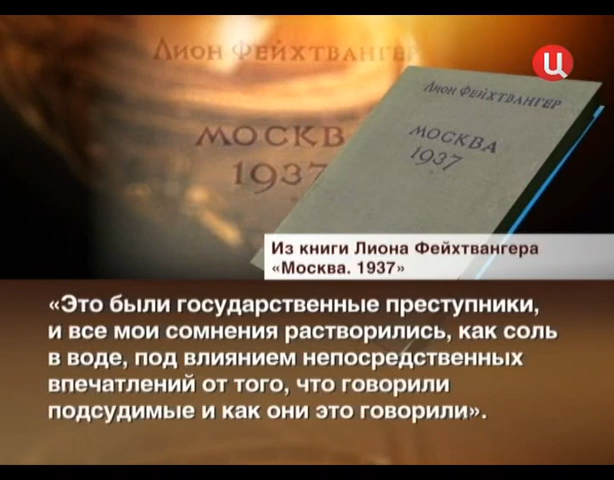 Лион Фейхтвангер
МОСКВА
1937
Ц
Лион Фейхтвангер
МОСКВА
1937
Из книги Лиона Фейхтвангера
«Москва. 1937»
«Это были государственные преступники,
и все мои сомнения растворились, как соль
в воде, под влиянием непосредственных
впечатлений от того, что говорили
подсудимые и как они это говорили».